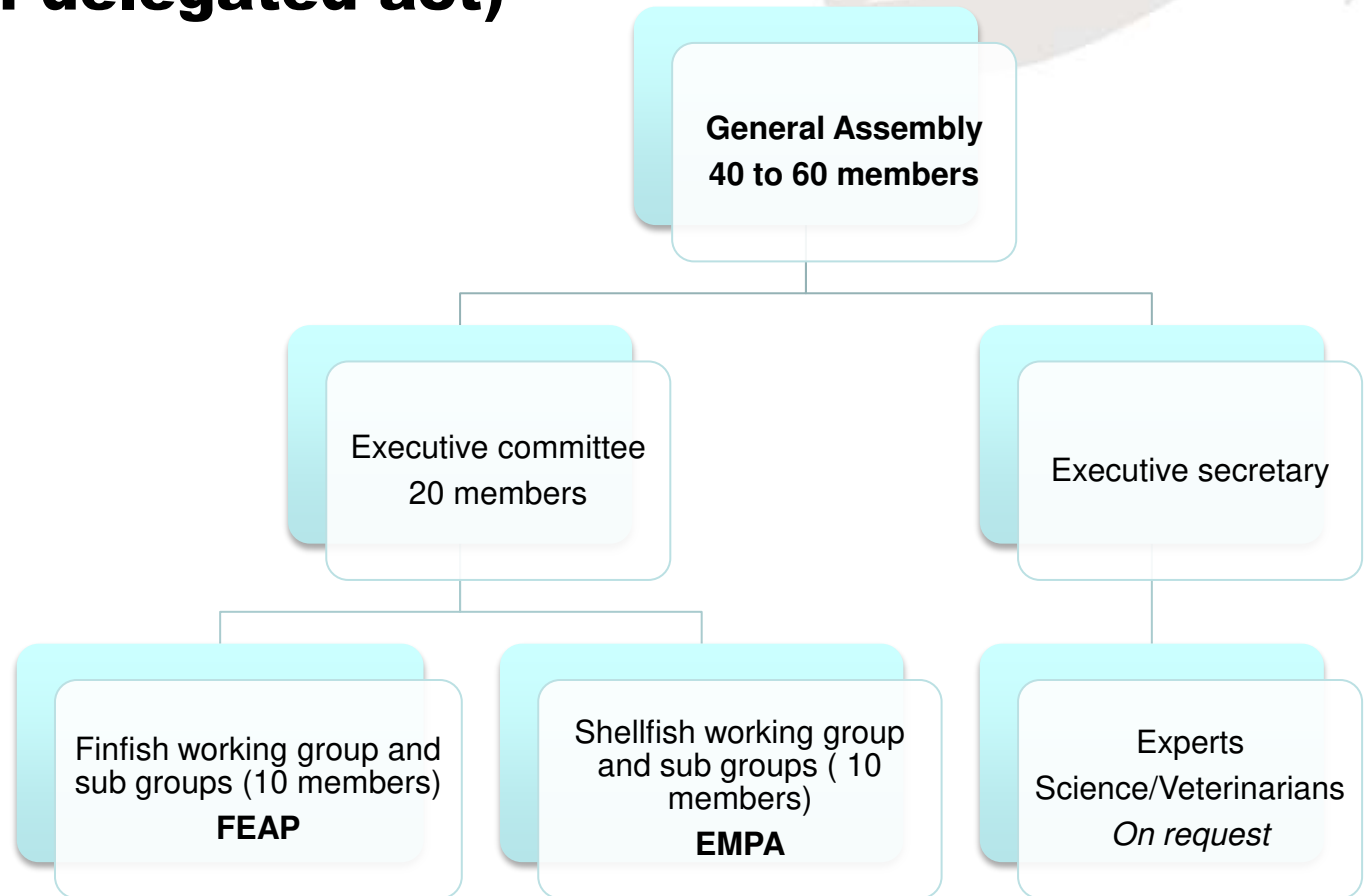 delegated act)
General Assembly
40 to 60 members
Executive committee
20 members
Executive secretary
Finfish working group and
sub groups (10 members)
FEAP
Shellfish working group
and sub groups ( 10
members)
EMPA
Experts
Science/Veterinarians
On request